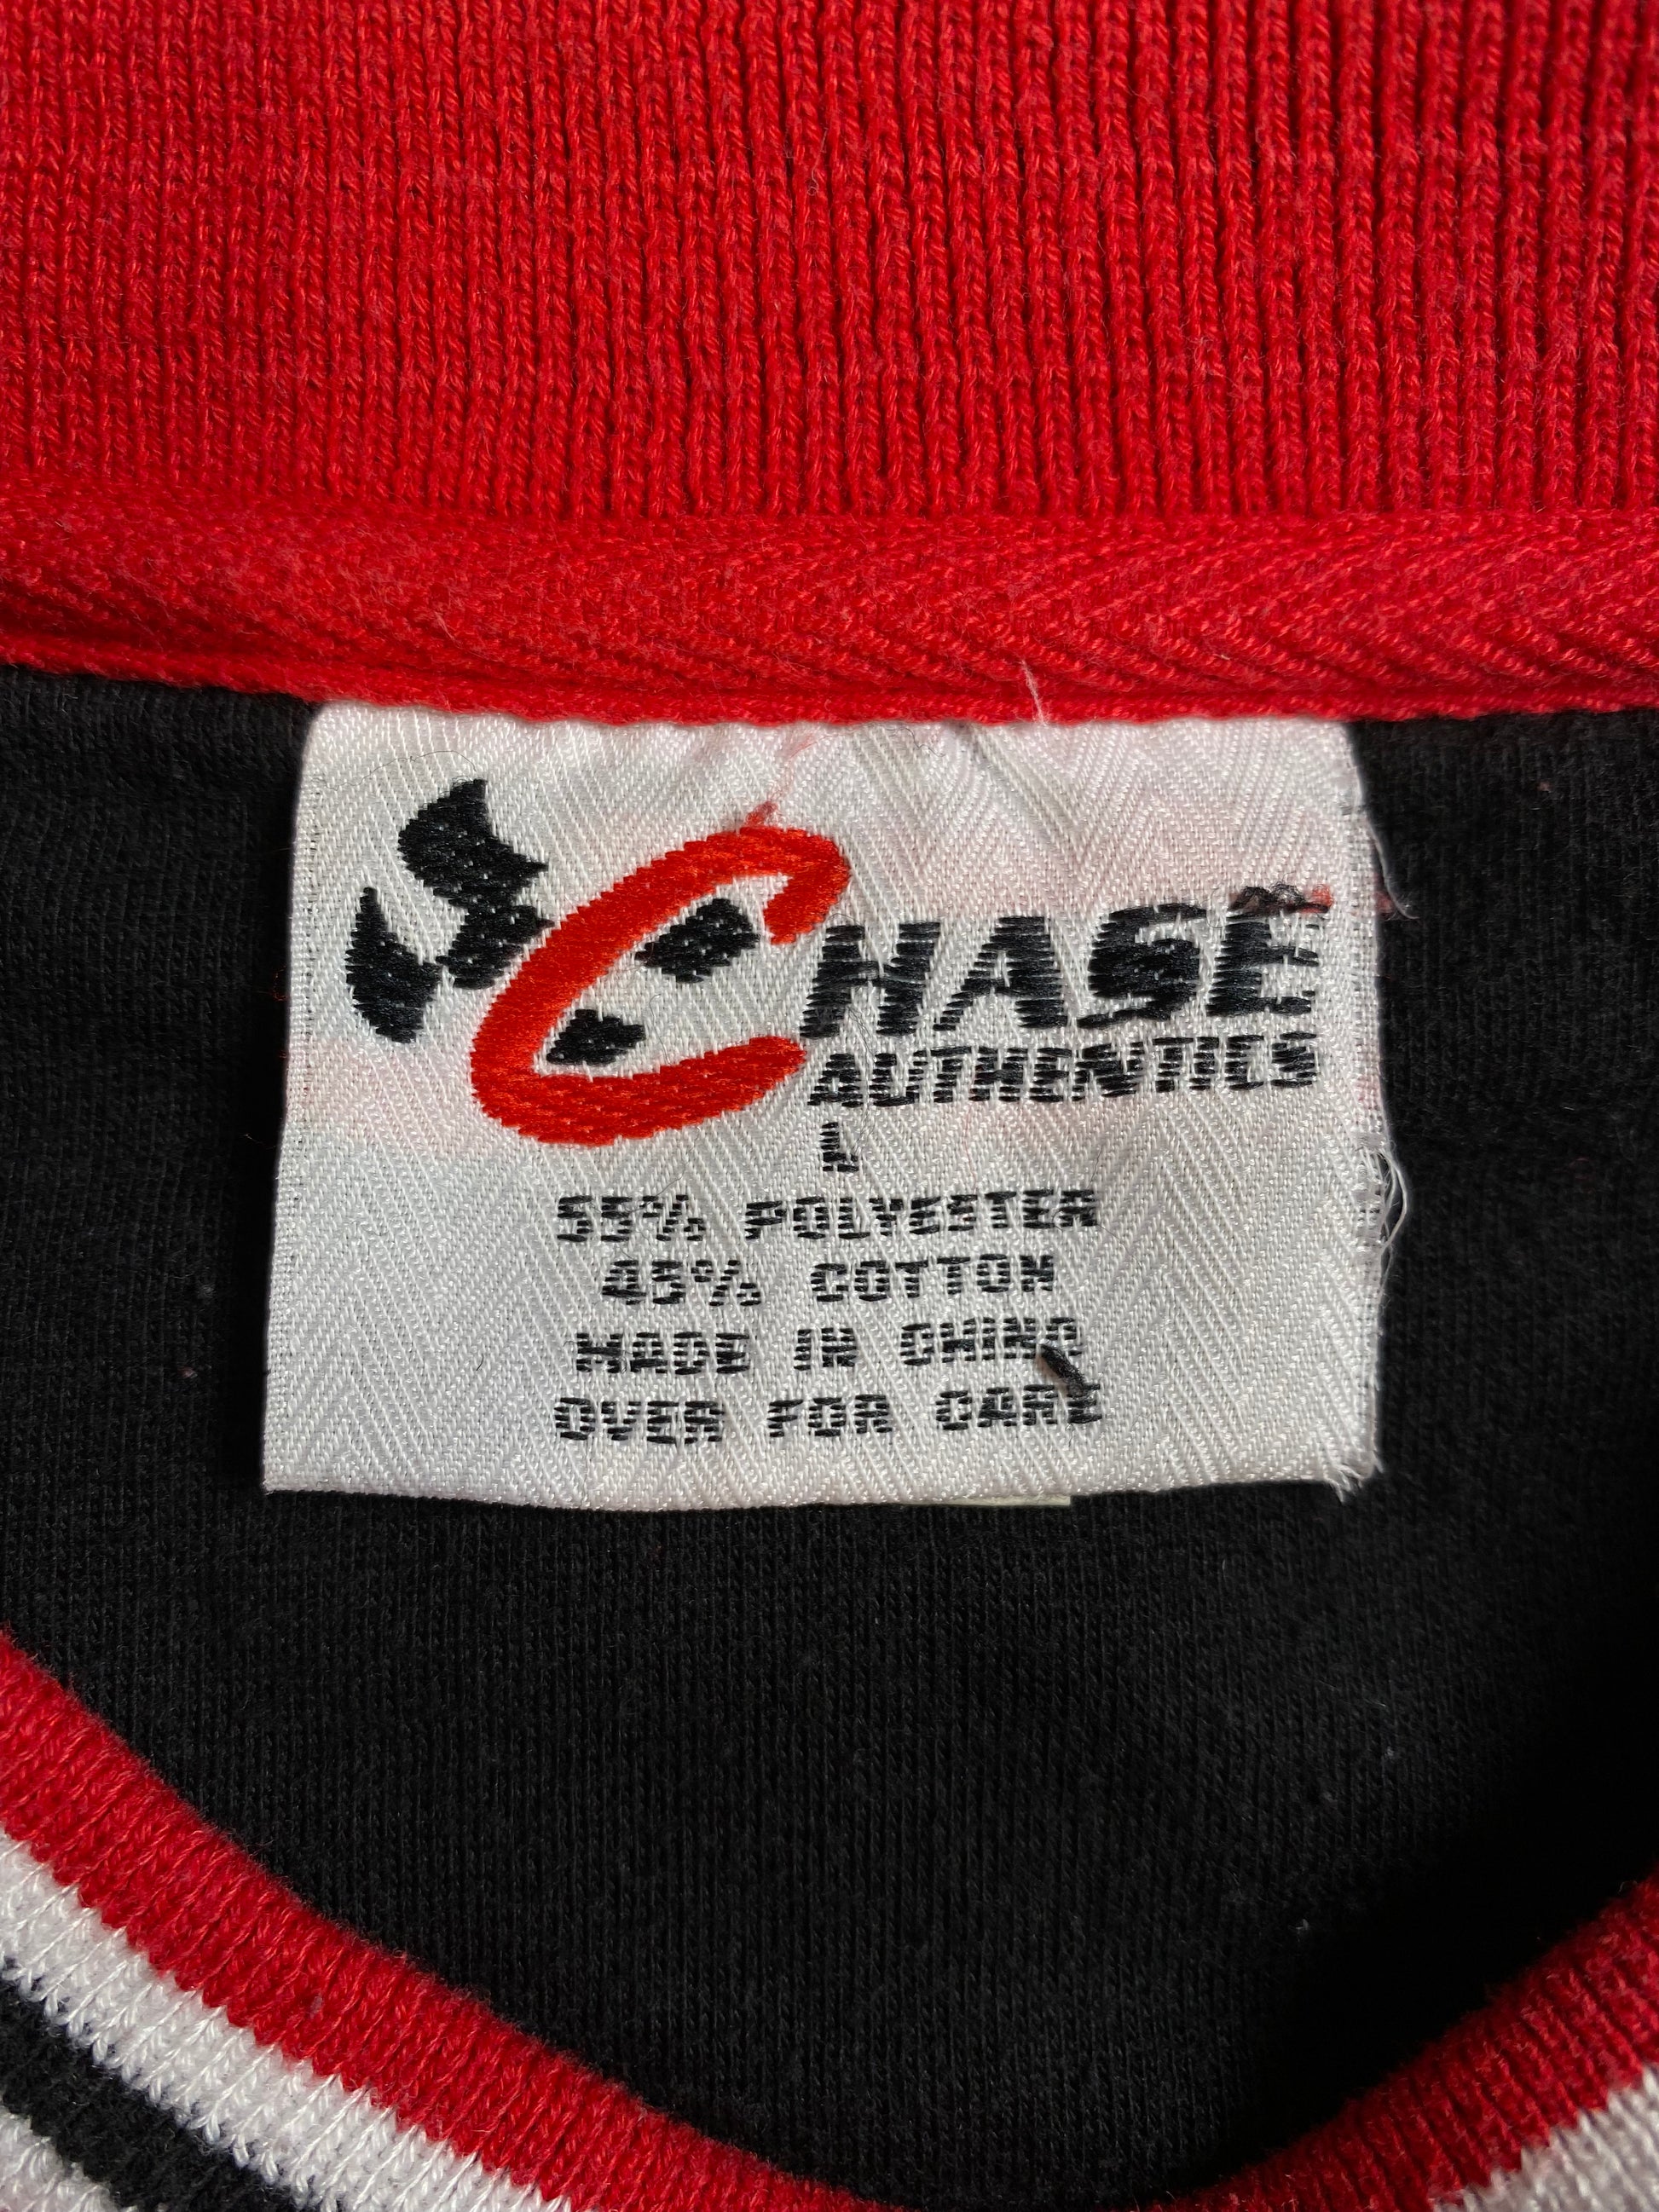 CHASE
AUTHENTICS
L
55% POLYESTER
45% COTTON
MADE IN CHINA
OVER FOR CARE